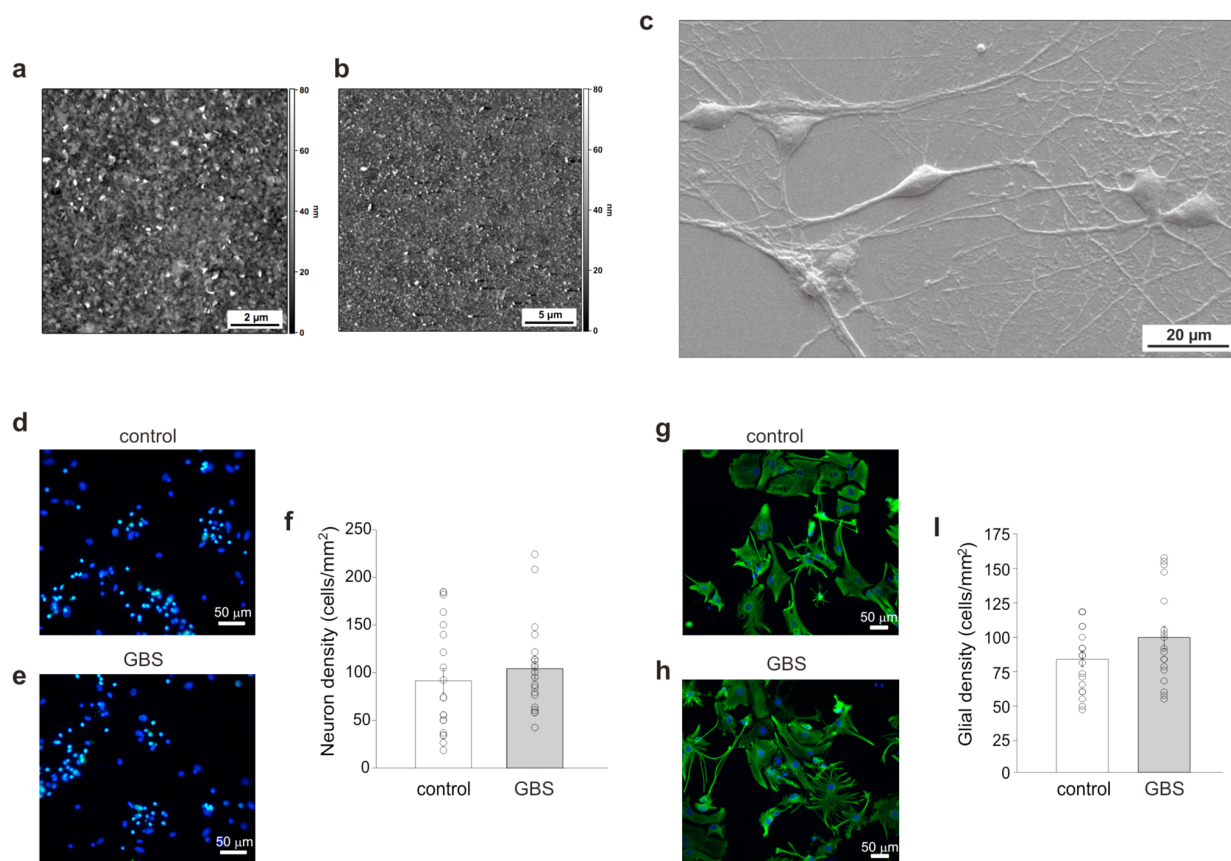 a
80
60
40
20
0
nm
2 µm
b
80
60
40
20
0
nm
5 µm
c
20 µm
d
control
50 µm
e
GBS
50 µm
f
Neuron density (cells/mm²)
250
200
150
100
50
0
control
GBS
g
control
50 µm
h
GBS
50 µm
l
Glial density (cells/mm²)
175
150
125
100
75
50
25
0
control
GBS